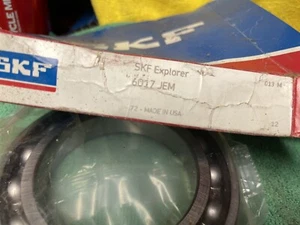 SKF
SKF
SKF Explorer
6017 JEM
MADE IN USA